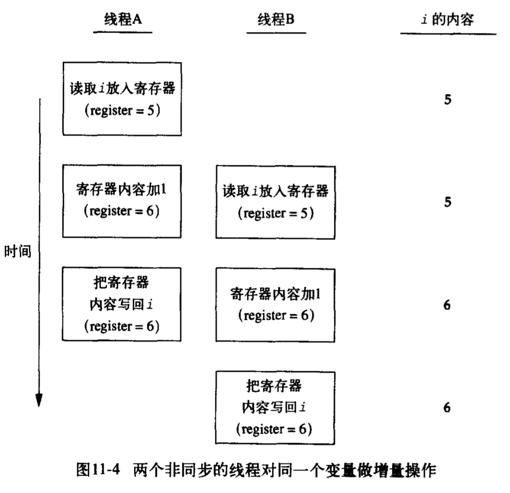 线程A 线程B i 的内容
读取i放入寄存器
(register = 5)
5
寄存器内容加1
(register = 6)
读取i放入寄存器
(register = 5)
5
时间
把寄存器
内容写回i
(register = 6)
寄存器内容加1
(register = 6)
6
把寄存器
内容写回i
(register = 6)
6
图11-4 两个非同步的线程对同一个变量做增量操作